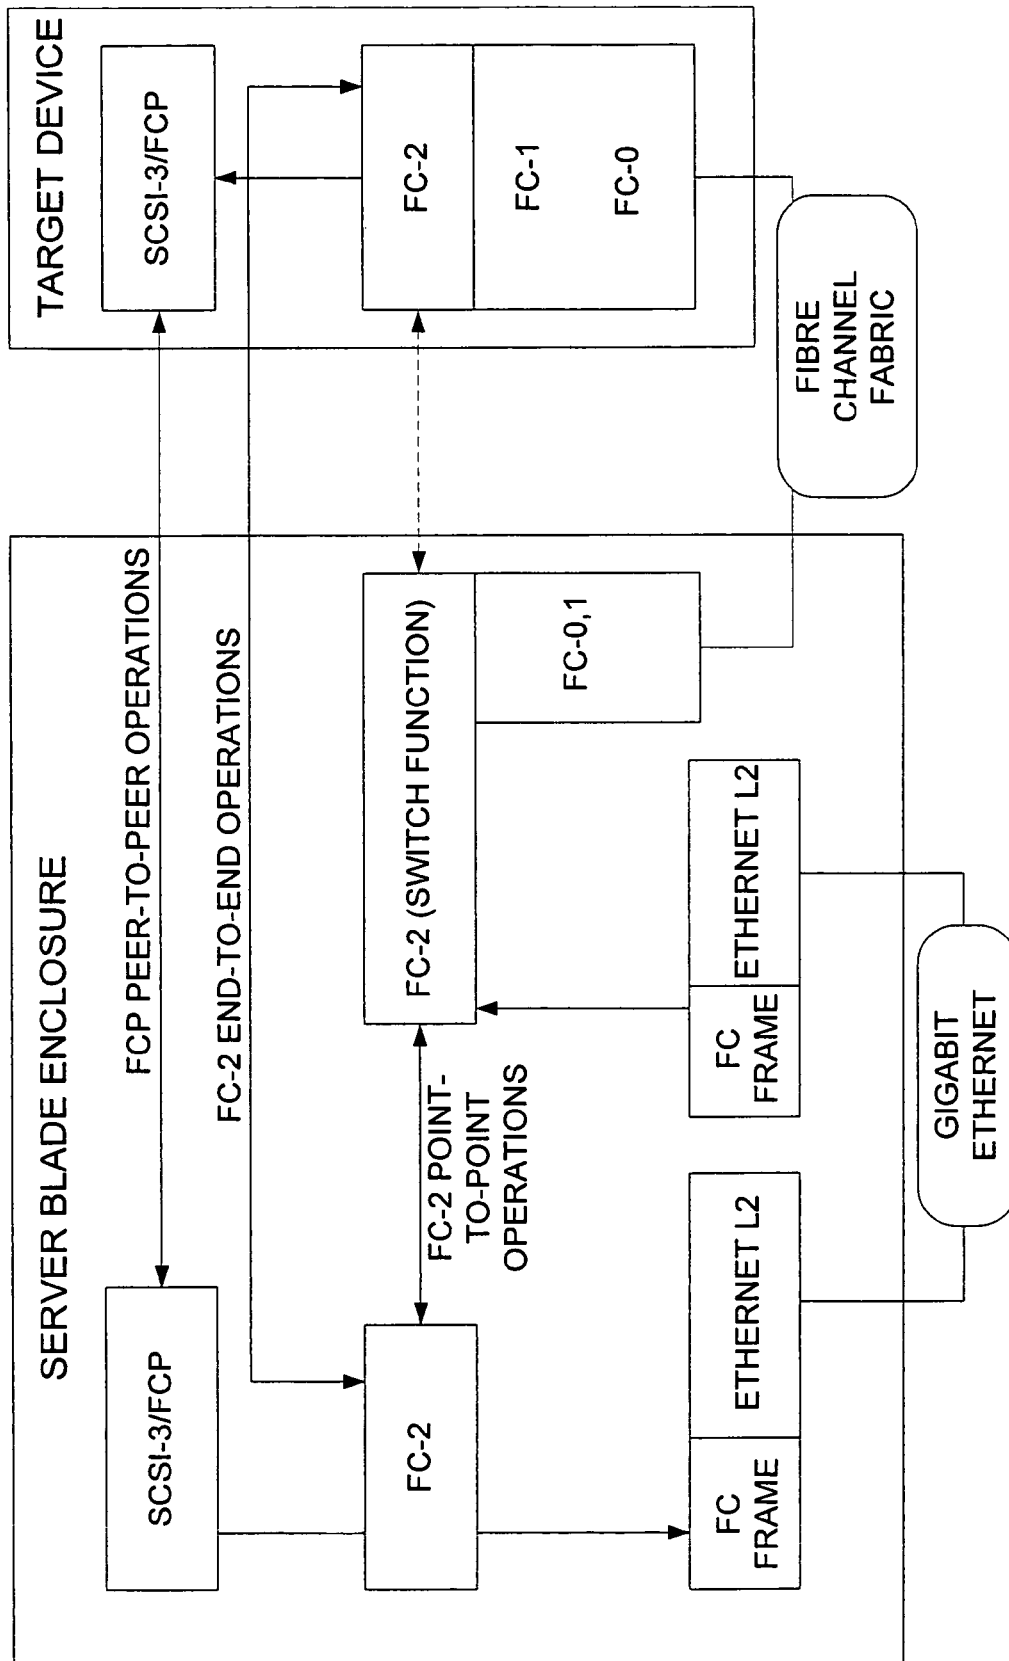 SERVER BLADE ENCLOSURE
TARGET DEVICE
SCSI-3/FCP
FCP PEER-TO-PEER OPERATIONS
SCSI-3/FCP
FC-2 END-TO-END OPERATIONS
FC-2
FC-2 POINT-
TO-POINT
OPERATIONS
FC-2 (SWITCH FUNCTION)
FC-2
FC-0,1
FC-1
FC-0
FC
FRAME
ETHERNET L2
FC
FRAME
ETHERNET L2
FIBRE
CHANNEL
FABRIC
GIGABIT
ETHERNET